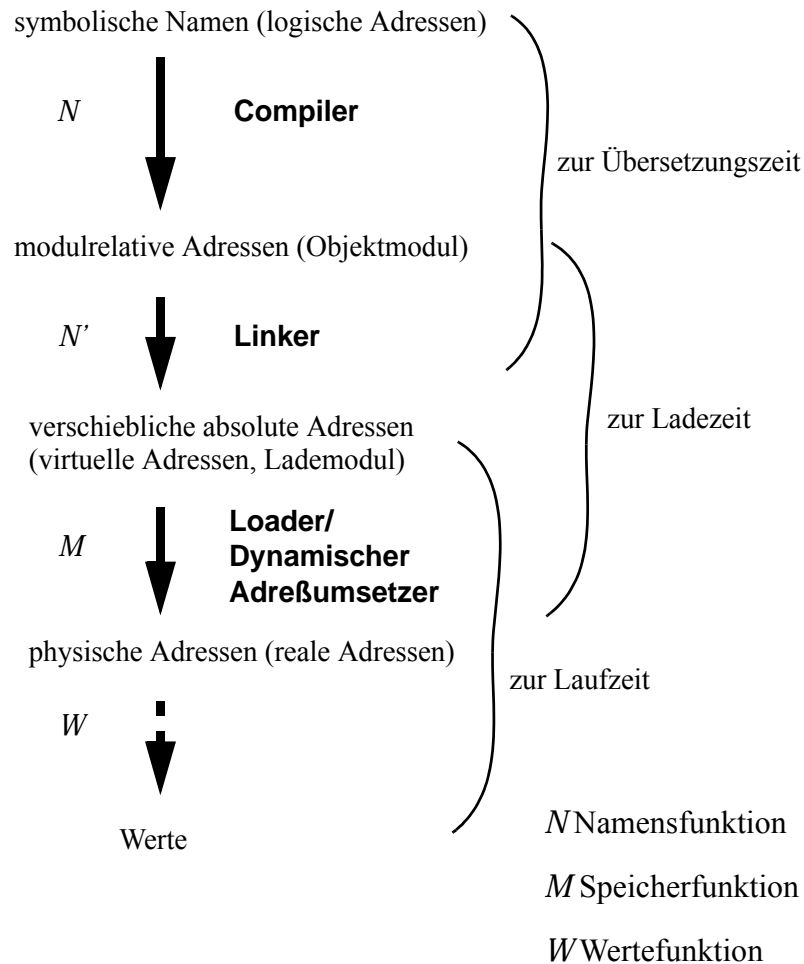 symbolische Namen (logische Adressen)
N
Compiler
zur Übersetzungszeit
modulrelative Adressen (Objektmodul)
N’
Linker
zur Ladezeit
verschiebliche absolute Adressen
(virtuelle Adressen, Lademodul)
M
Loader/
Dynamischer
Adreßumsetzer
physische Adressen (reale Adressen)
zur Laufzeit
W
Werte
N Namensfunktion
M Speicherfunktion
W Wertefunktion